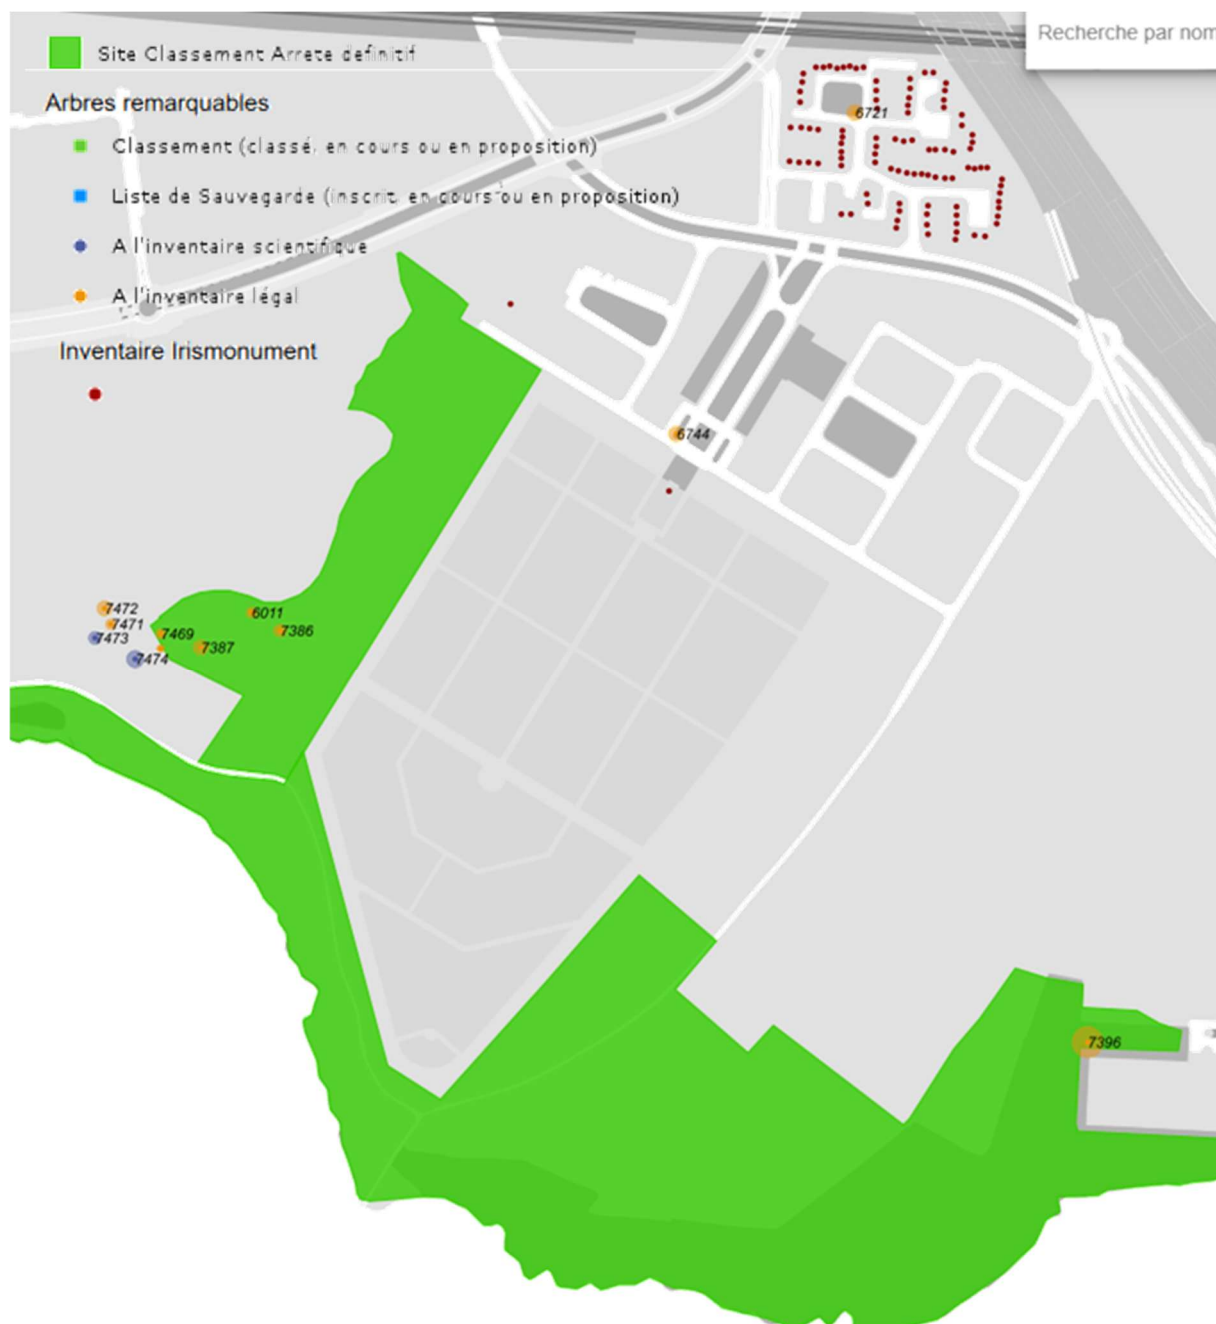 Recherche par nom
Site Classement Arrete definitif
Arbres remarquables
Classement (classé, en cours ou en proposition)
Liste de Sauvegarde (inscrit, en cours ou en proposition)
A l'inventaire scientifique
A l'inventaire légal
Inventaire Irismonument
6721
6744
7472
7471
7473
7474
7469
6011
7386
7387
7396